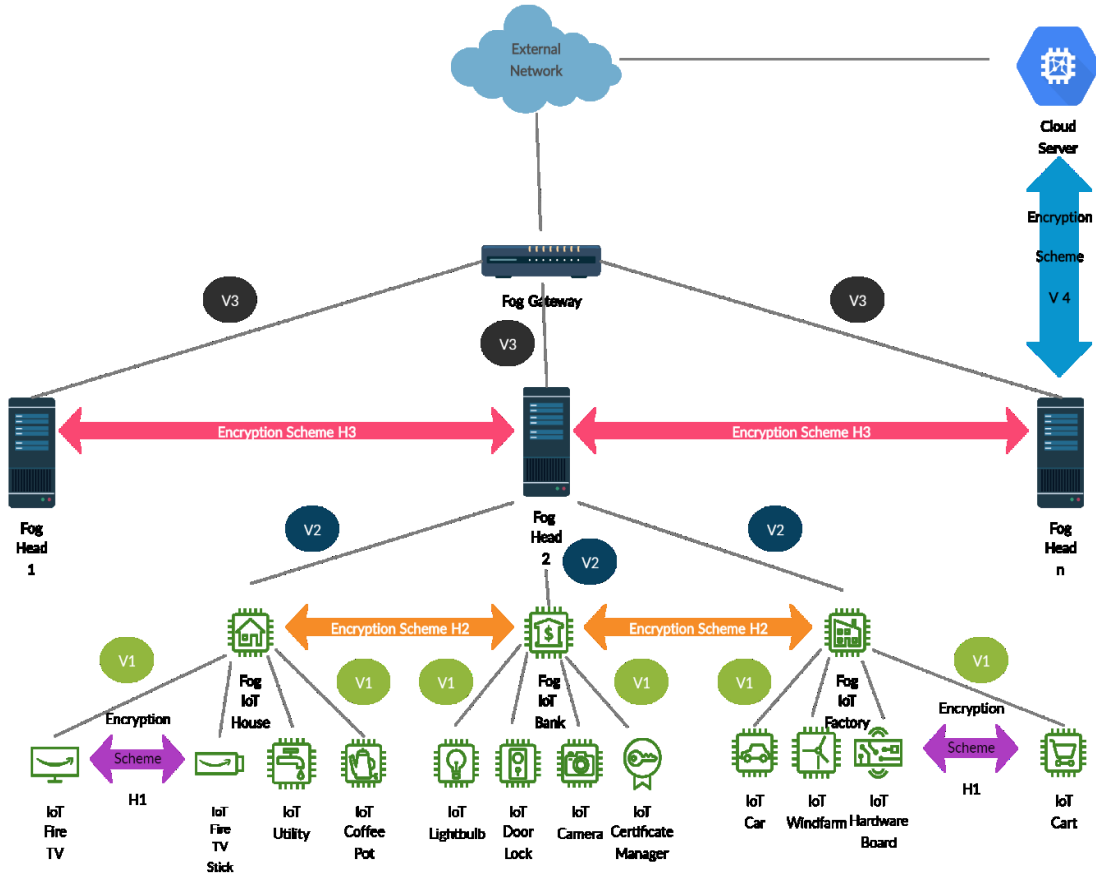 External
Network
Cloud
Server
Encryption
Scheme
V 4
Fog Gateway
V3
V3
V3
Encryption Scheme H3
Encryption Scheme H3
Fog
Head
1
Fog
Head
2
Fog
Head
n
V2
V2
V2
Encryption Scheme H2
Encryption Scheme H2
Fog
IoT
House
Fog
IoT
Bank
Fog
IoT
Factory
V1
V1
V1
V1
V1
V1
Encryption
Scheme
H1
Encryption
Scheme
H1
IoT
Fire
TV
IoT
Fire
TV
Stick
IoT
Utility
IoT
Coffee
Pot
IoT
Lightbulb
IoT
Door
Lock
IoT
Camera
IoT
Certificate
Manager
IoT
Car
IoT
Windfarm
IoT
Hardware
Board
IoT
Cart